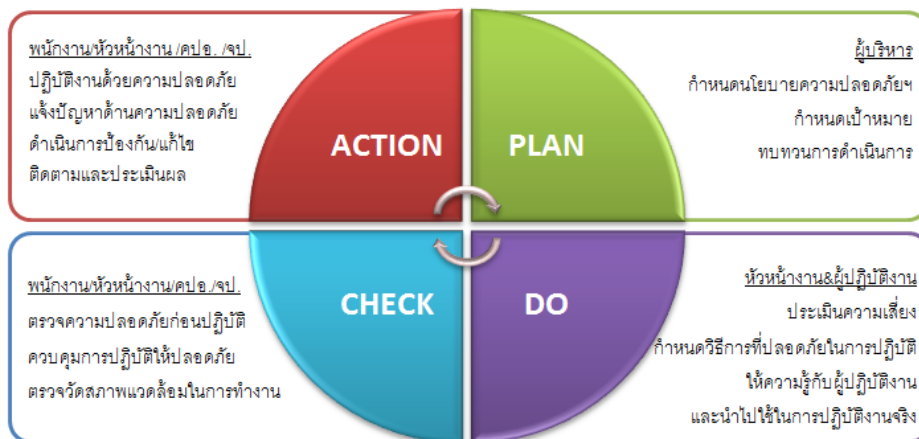 พนักงาน/หัวหน้างาน /คปอ. /จป.
ปฏิบัติงานด้วยความปลอดภัย
แจ้งปัญหาด้านความปลอดภัย
ดำเนินการป้องกัน/แก้ไข
ติดตามและประเมินผล
ACTION
PLAN
ผู้บริหาร
กำหนดนโยบายความปลอดภัยฯ
กำหนดเป้าหมาย
ทบทวนการดำเนินการ
พนักงาน/หัวหน้างาน/คปอ./จป.
ตรวจความปลอดภัยก่อนปฏิบัติ
ควบคุมการปฏิบัติให้ปลอดภัย
ตรวจวัดสภาพแวดล้อมในการทำงาน
CHECK
DO
หัวหน้างาน&ผู้ปฏิบัติงาน
ประเมินความเสี่ยง
กำหนดวิธีการที่ปลอดภัยในการปฏิบัติ
ให้ความรู้กับผู้ปฏิบัติงาน
และนำไปใช้ในการปฏิบัติงานจริง